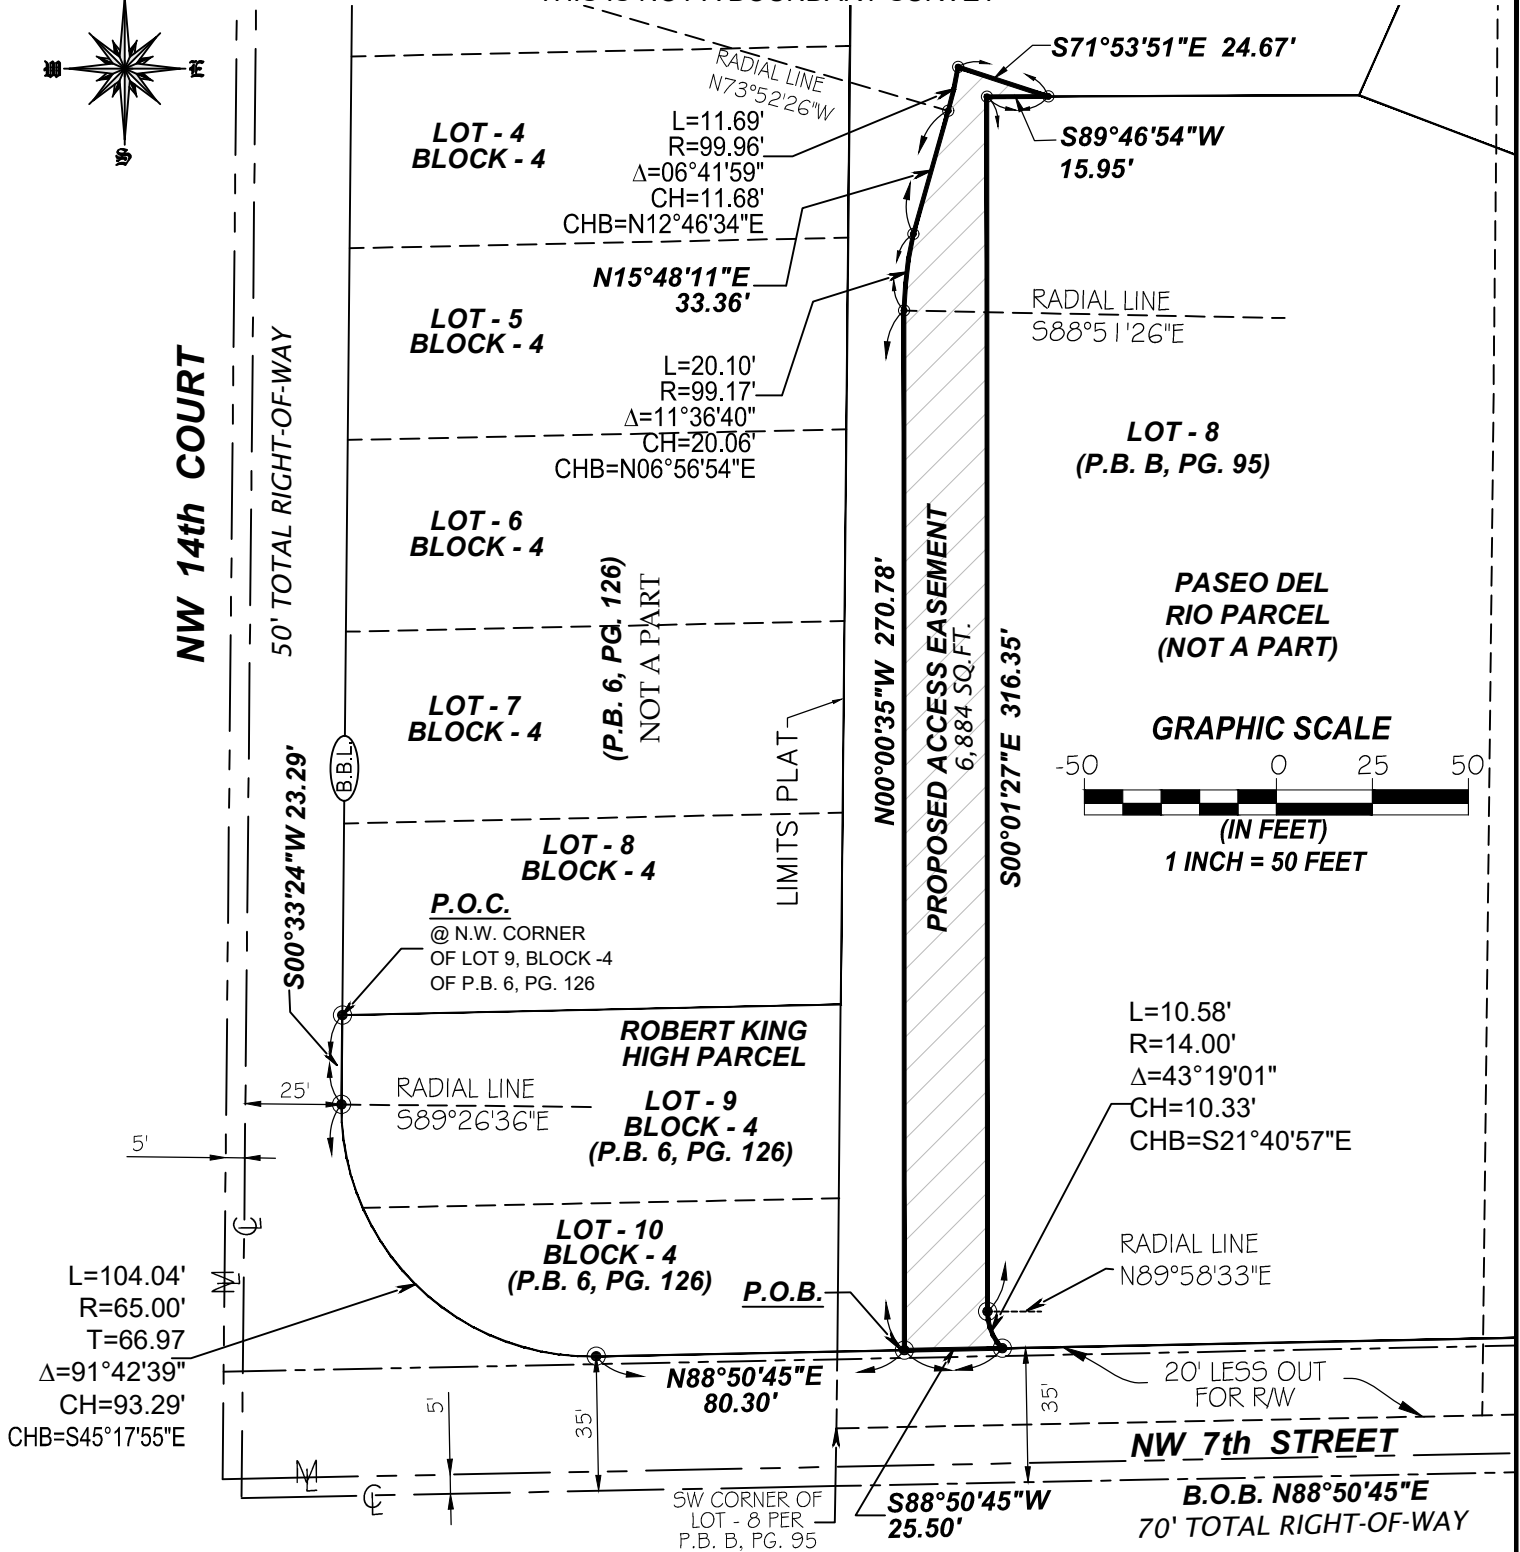 S71°53'51"E 24.67'
RADIAL LINE
N73°52'26"W
W
E
S
LOT - 4
BLOCK - 4
L=11.69'
R=99.96'
Δ=06°41'59"
CH=11.68'
CHB=N12°46'34"E
S89°46'54"W
15.95'
N15°48'11"E
33.36'
RADIAL LINE
S88°51'26"E
LOT - 5
BLOCK - 4
L=20.10'
R=99.17'
Δ=11°36'40"
CH=20.06'
CHB=N06°56'54"E
NW 14th COURT
50' TOTAL RIGHT-OF-WAY
LOT - 8
(P.B. B, PG. 95)
LOT - 6
BLOCK - 4
(P.B. 6, PG. 126)
NOT A PART
N00°00'35"W 270.78'
PROPOSED ACCESS EASEMENT
6,884 SQ.FT.
S00°01'27"E 316.35'
PASEO DEL
RIO PARCEL
(NOT A PART)
LOT - 7
BLOCK - 4
LIMITS PLAT
GRAPHIC SCALE
-50 0 25 50
(IN FEET)
1 INCH = 50 FEET
B.B.L.
S00°33'24"W 23.29'
LOT - 8
BLOCK - 4
P.O.C.
@ N.W. CORNER
OF LOT 9, BLOCK -4
OF P.B. 6, PG. 126
ROBERT KING
HIGH PARCEL
25'
RADIAL LINE
S89°26'36"E
LOT - 9
BLOCK - 4
(P.B. 6, PG. 126)
L=10.58'
R=14.00'
Δ=43°19'01"
CH=10.33'
CHB=S21°40'57"E
5'
CL
ML
LOT - 10
BLOCK - 4
(P.B. 6, PG. 126)
P.O.B.
RADIAL LINE
N89°58'33"E
L=104.04'
R=65.00'
T=66.97
Δ=91°42'39"
CH=93.29'
CHB=S45°17'55"E
N88°50'45"E
80.30'
20' LESS OUT
FOR R/W
5'
35'
35'
NW 7th STREET
ML
CL
SW CORNER OF
LOT - 8 PER
P.B. B, PG. 95
S88°50'45"W
25.50'
B.O.B. N88°50'45"E
70' TOTAL RIGHT-OF-WAY